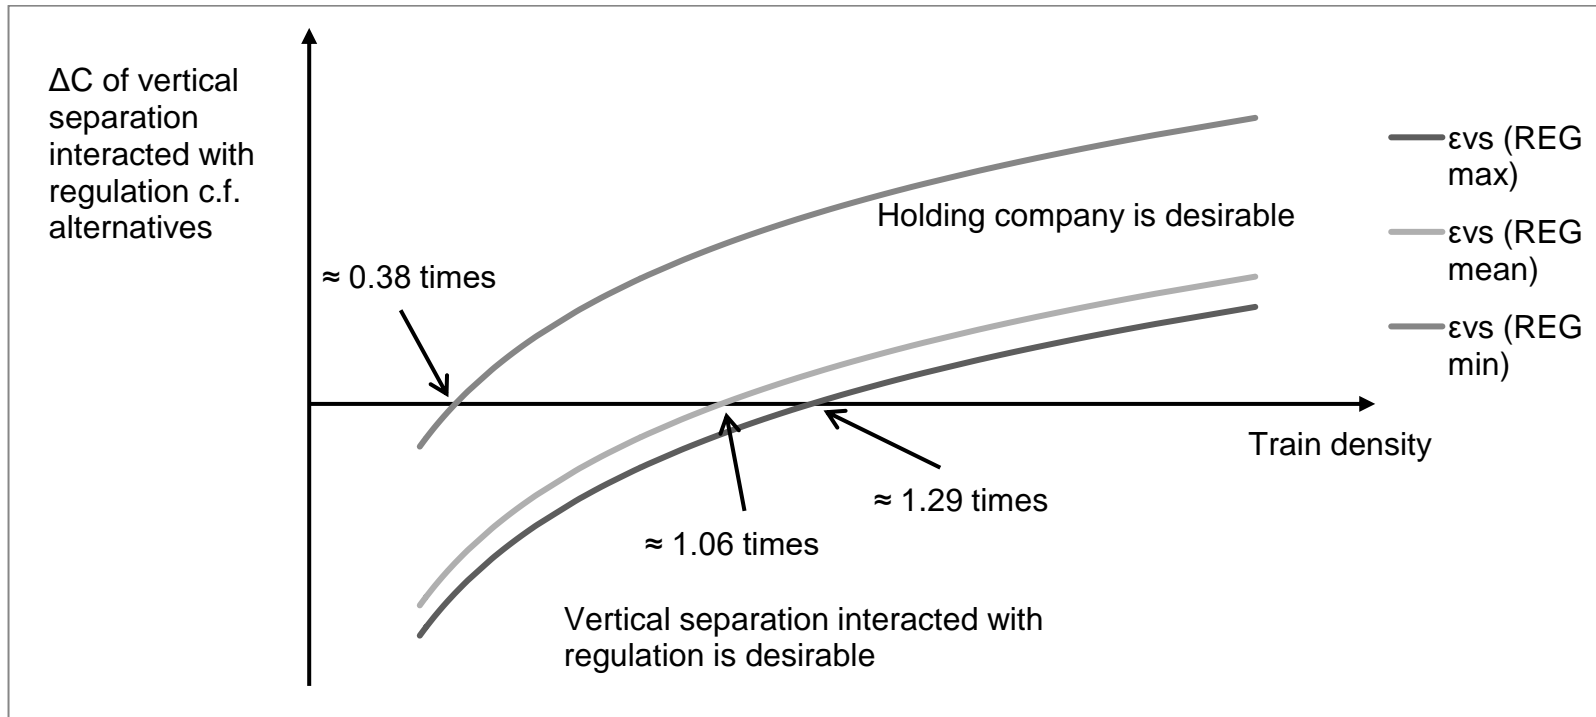 ΔC of vertical
separation
interacted with
regulation c.f.
alternatives
≈ 0.38 times
Holding company is desirable
εvs (REG
max)
εvs (REG
mean)
εvs (REG
min)
Train density
≈ 1.29 times
≈ 1.06 times
Vertical separation interacted with
regulation is desirable